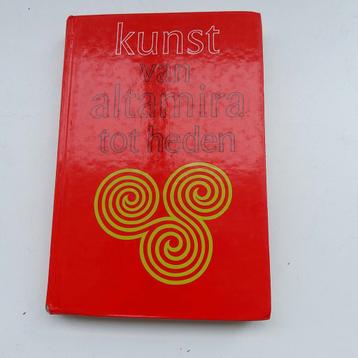 kunst
van
altamira
tot heden